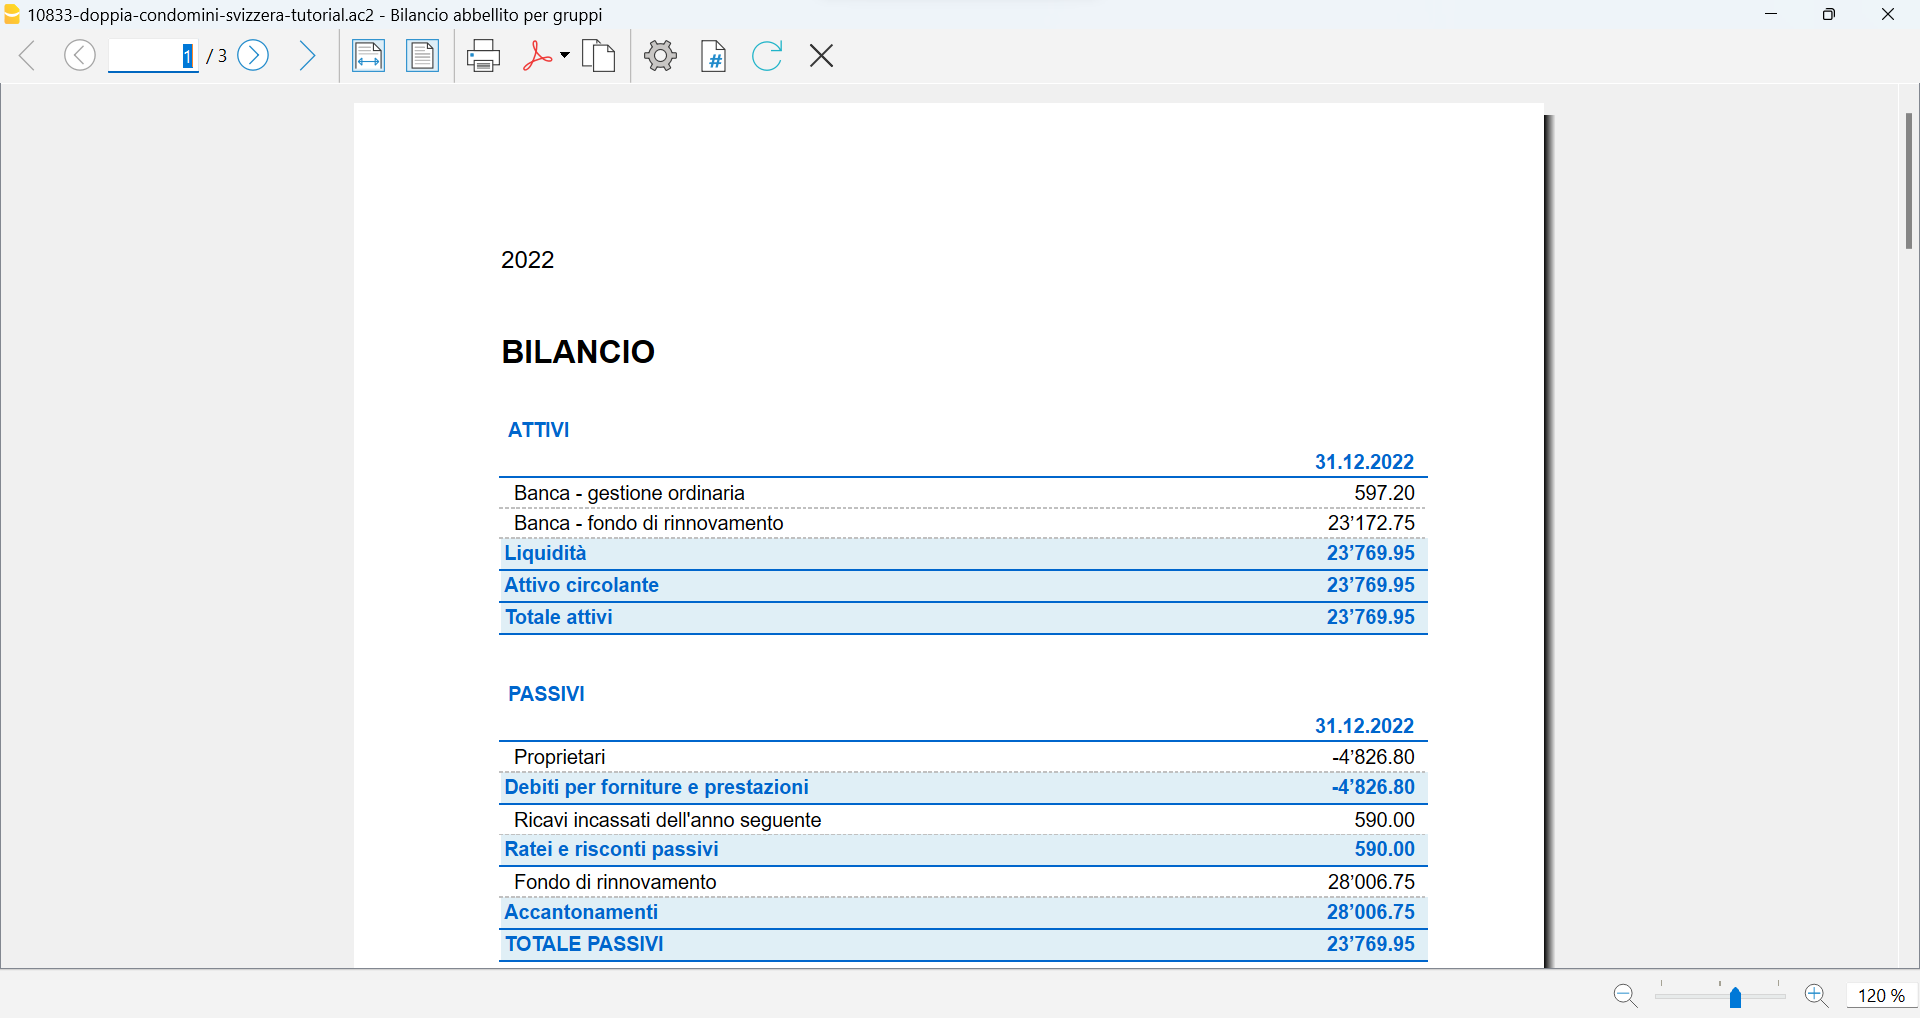 10833-doppia-condomini-svizzera-tutorial.ac2 - Bilancio abbellito per gruppi
1 / 3
#
2022
BILANCIO
ATTIVI
31.12.2022
Banca - gestione ordinaria 597.20
Banca - fondo di rinnovamento 23’172.75
Liquidità 23’769.95
Attivo circolante 23’769.95
Totale attivi 23’769.95
PASSIVI
31.12.2022
Proprietari -4’826.80
Debiti per forniture e prestazioni -4’826.80
Ricavi incassati dell'anno seguente 590.00
Ratei e risconti passivi 590.00
Fondo di rinnovamento 28’006.75
Accantonamenti 28’006.75
TOTALE PASSIVI 23’769.95
120 %